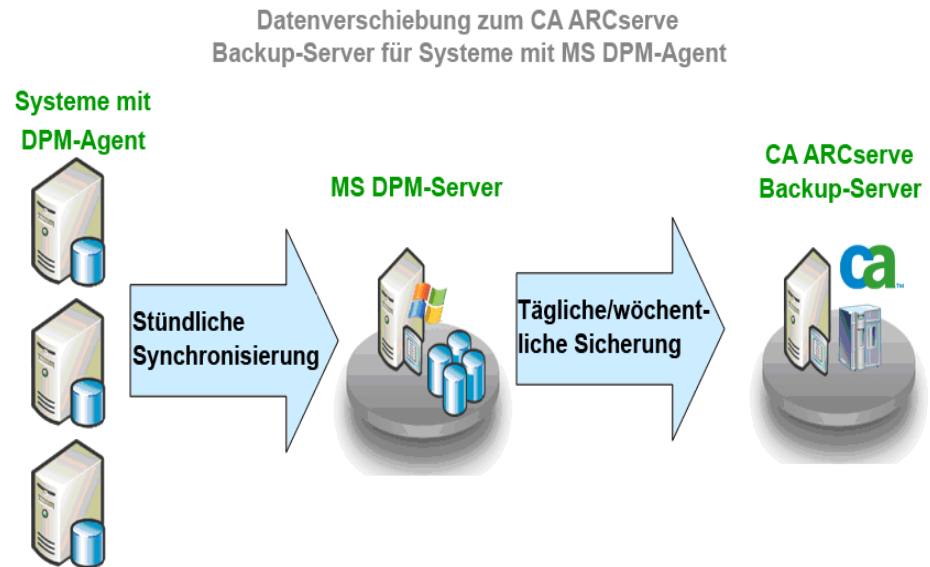 Datenverschiebung zum CA ARCserve
Backup-Server für Systeme mit MS DPM-Agent
Systeme mit
DPM-Agent
MS DPM-Server
CA ARCserve
Backup-Server
Stündliche
Synchronisierung
Tägliche/wöchent-
liche Sicherung
ca™